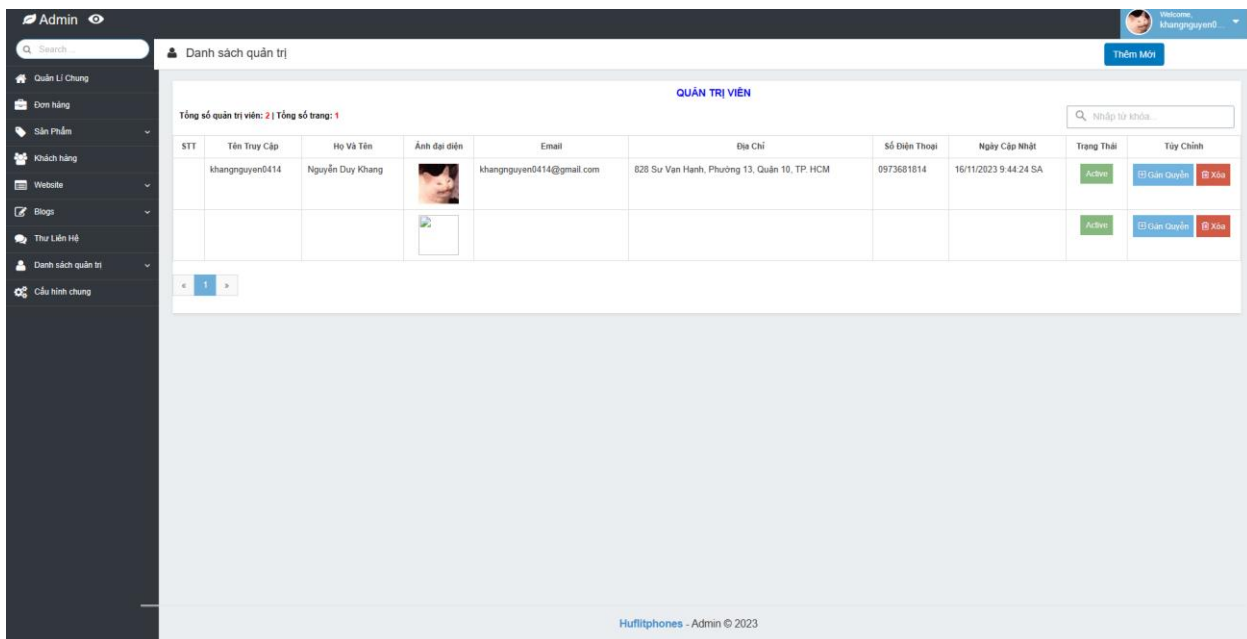 Admin
Welcome,
khangnguyen0...
Search ...
Danh sách quản trị
Thêm Mới
Quản Lí Chung
Đơn hàng
Sản Phẩm
Khách hàng
Website
Blogs
Thư Liên Hệ
Danh sách quản trị
Cấu hình chung
QUẢN TRỊ VIÊN
Tổng số quản trị viên: 2 | Tổng số trang: 1
Nhập từ khóa...
STT Tên Truy Cập Họ Và Tên Ảnh đại diện Email Địa Chỉ Số Điện Thoại Ngày Cập Nhật Trạng Thái Tùy Chỉnh
khangnguyen0414 Nguyễn Duy Khang khangnguyen0414@gmail.com 828 Sư Vạn Hạnh, Phường 13, Quận 10, TP. HCM 0973681814 16/11/2023 9:44:24 SA Active Gán Quyền Xóa
Active Gán Quyền Xóa
« 1 »
Huflitphones - Admin © 2023